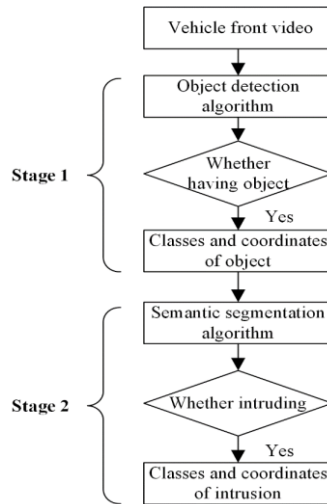 Vehicle front video
Object detection
algorithm
Stage 1
Whether
having object
Yes
Classes and coordinates
of object
Semantic segmentation
algorithm
Stage 2
Whether intruding
Yes
Classes and coordinates
of intrusion